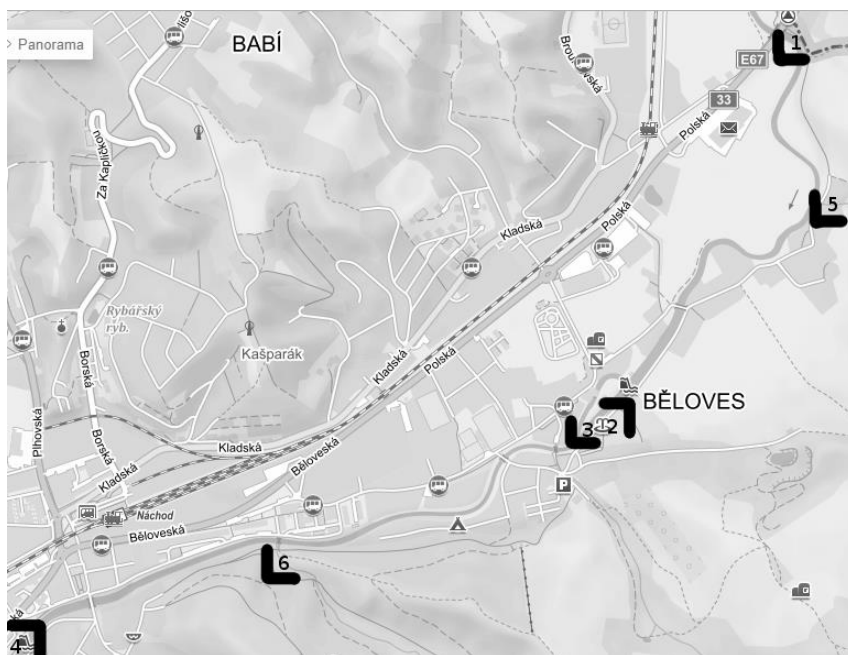 Panorama
BABÍ
Broumovská
E67
1
33
Polská
Za Kapličkou
5
Polská
Kladská
Rybářský
ryb.
Kašparák
Borská
Kladská
Polská
BĚLOVES
3
2
Plhovská
Borská
Kladská
Kladská
Běloveská
P
Náchod
Běloveská
6
4